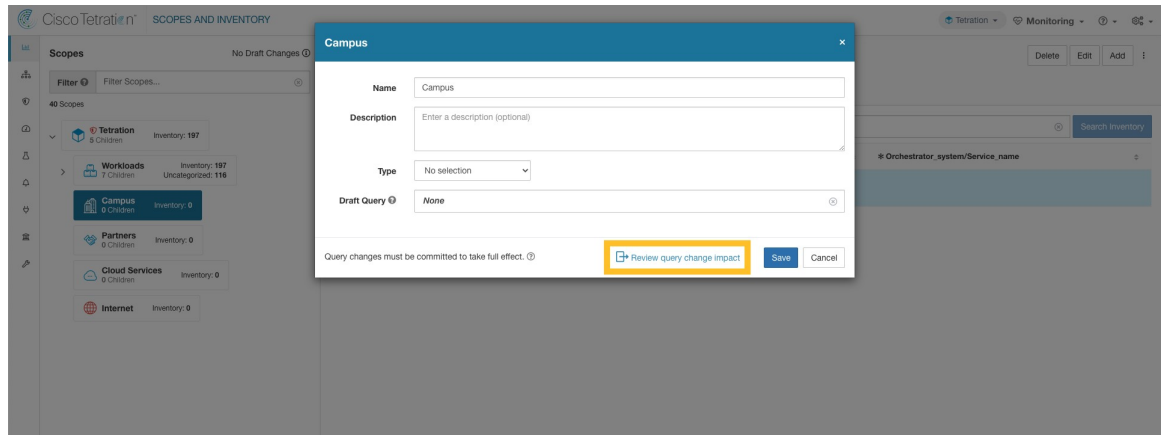 Cisco Tetration SCOPES AND INVENTORY
Tetration
Monitoring
Scopes
No Draft Changes
Filter
Filter Scopes...
40 Scopes
Tetration
5 Children
Inventory: 197
Workloads
7 Children
Inventory: 197
Uncategorized: 116
Campus
0 Children
Inventory: 0
Partners
0 Children
Inventory: 0
Cloud Services
0 Children
Inventory: 0
Internet
Inventory: 0
Campus
×
Name
Campus
Description
Enter a description (optional)
Type
No selection
Draft Query
None
Query changes must be committed to take full effect.
Review query change impact
Save
Cancel
Delete
Edit
Add
Search Inventory
* Orchestrator_system/Service_name